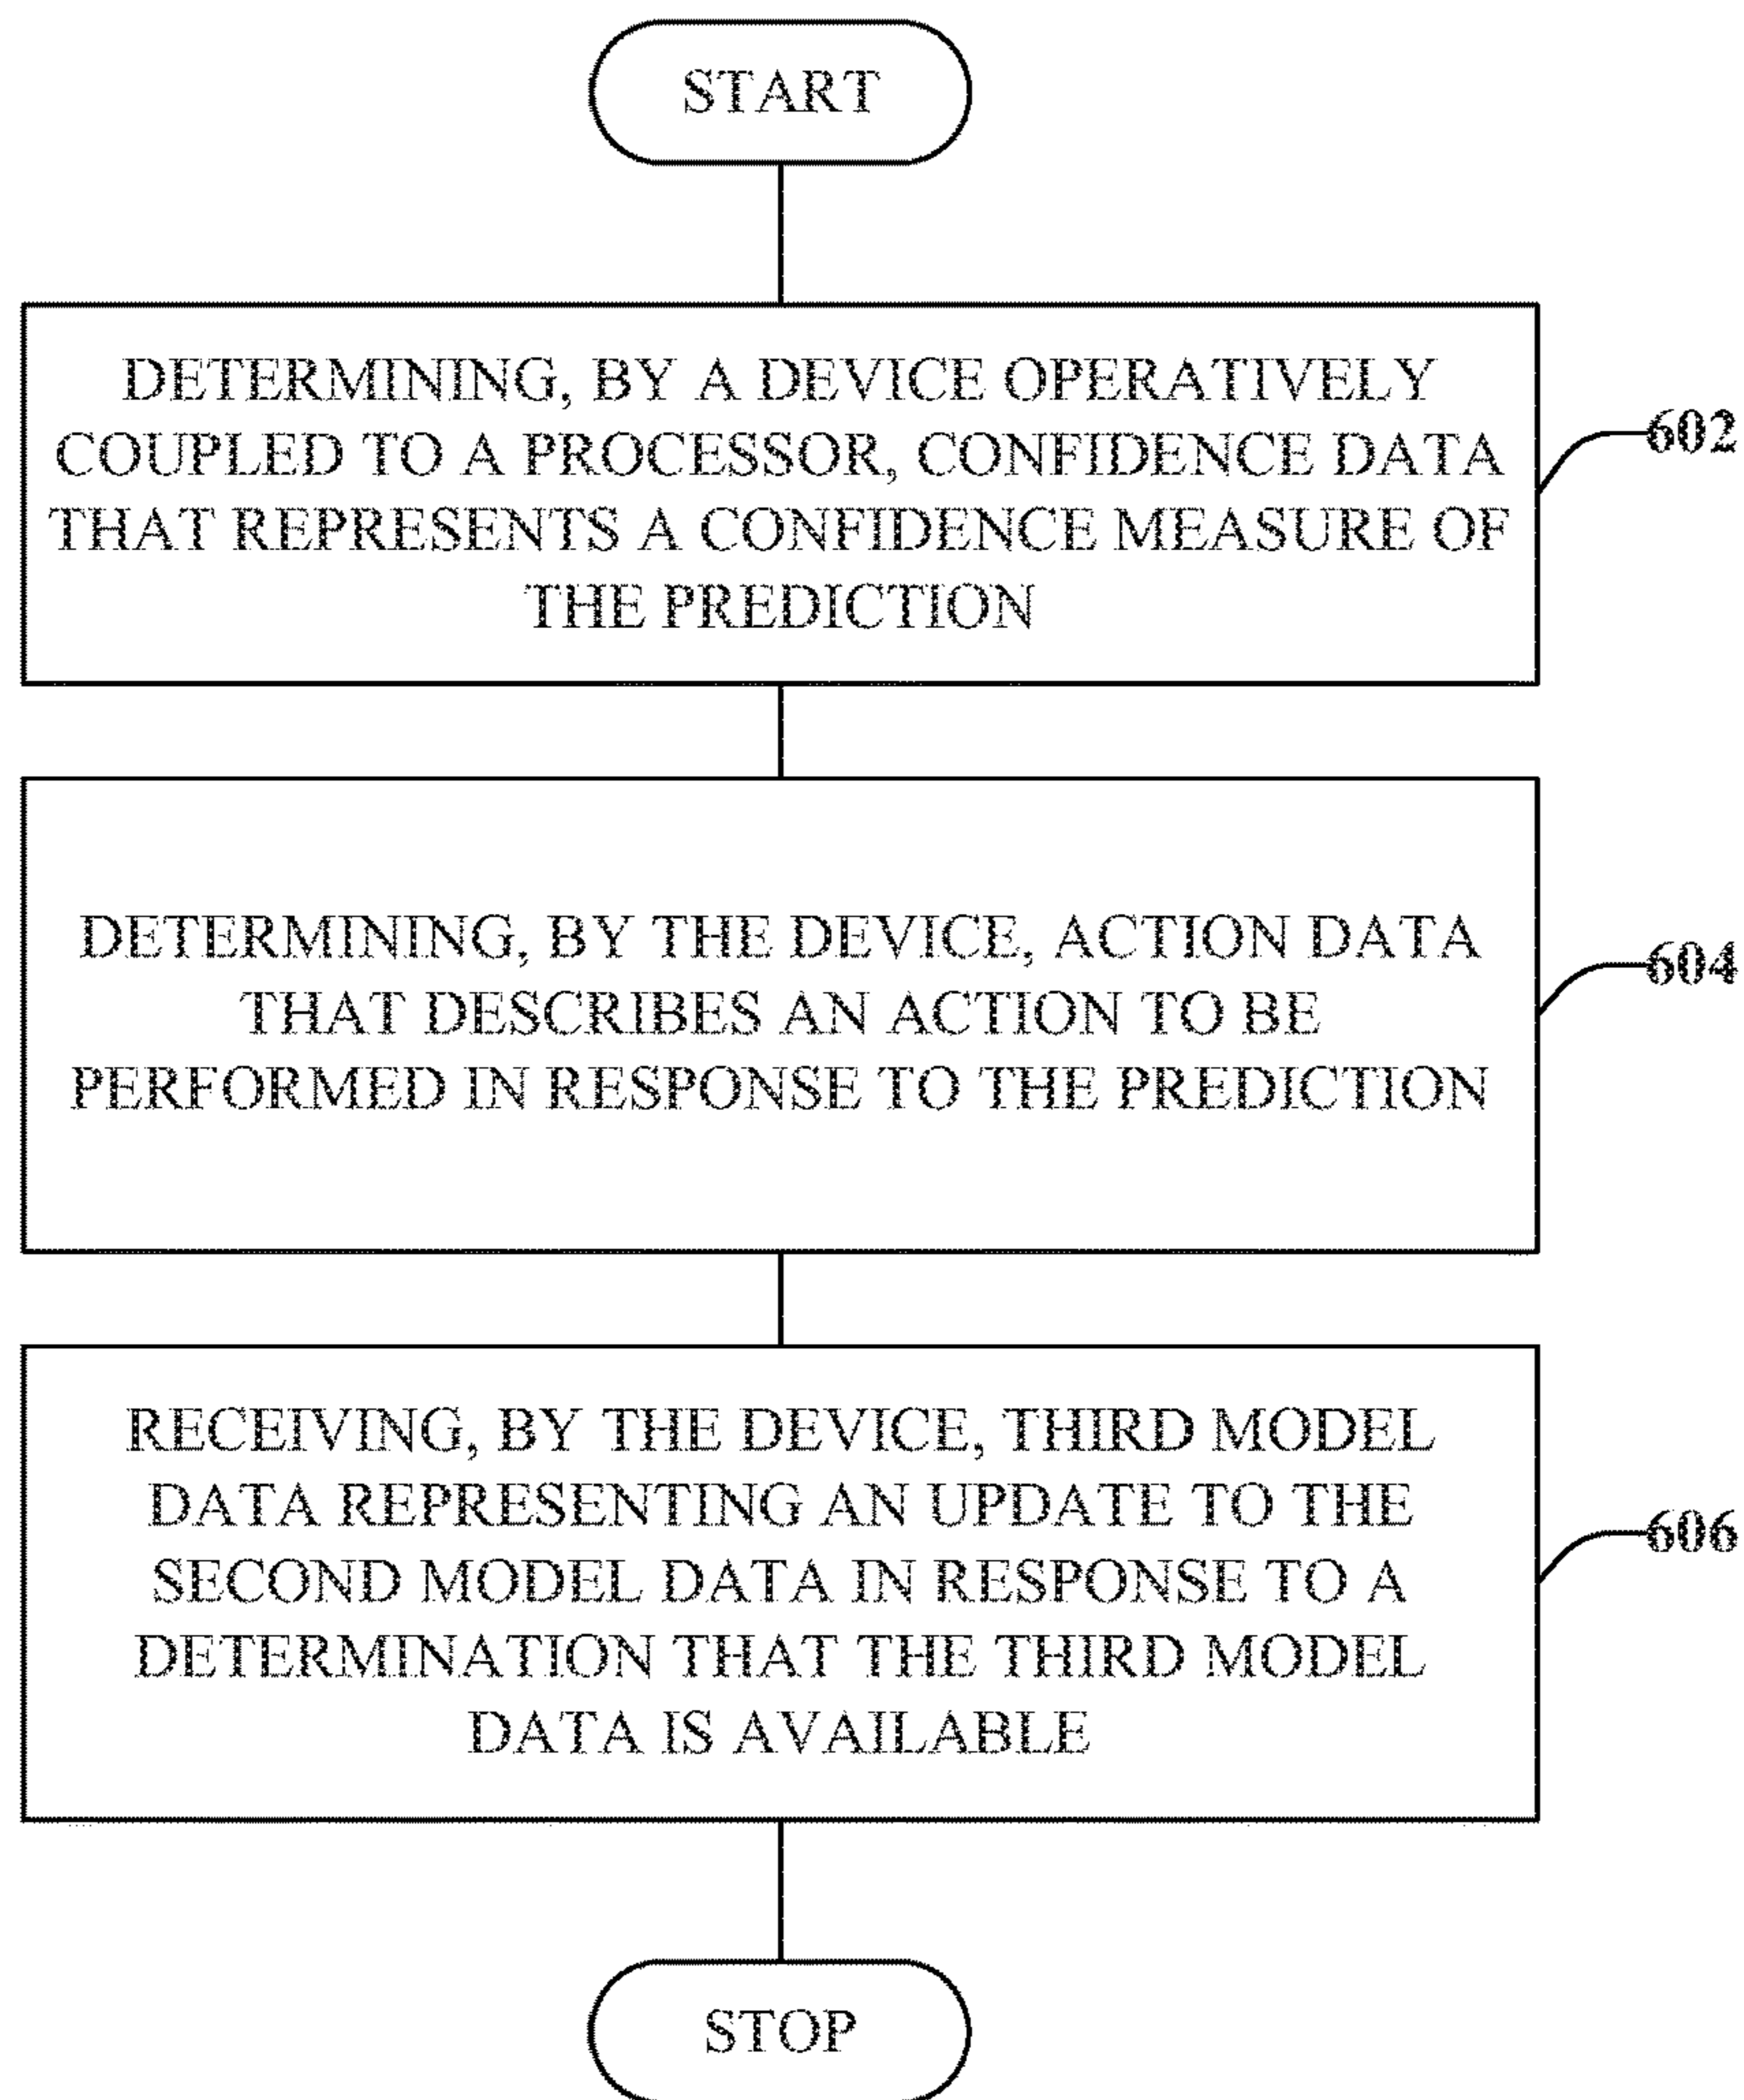 START
DETERMINING, BY A DEVICE OPERATIVELY
COUPLED TO A PROCESSOR, CONFIDENCE DATA
THAT REPRESENTS A CONFIDENCE MEASURE OF
THE PREDICTION
602
DETERMINING, BY THE DEVICE, ACTION DATA
THAT DESCRIBES AN ACTION TO BE
PERFORMED IN RESPONSE TO THE PREDICTION
604
RECEIVING, BY THE DEVICE, THIRD MODEL
DATA REPRESENTING AN UPDATE TO THE
SECOND MODEL DATA IN RESPONSE TO A
DETERMINATION THAT THE THIRD MODEL
DATA IS AVAILABLE
606
STOP